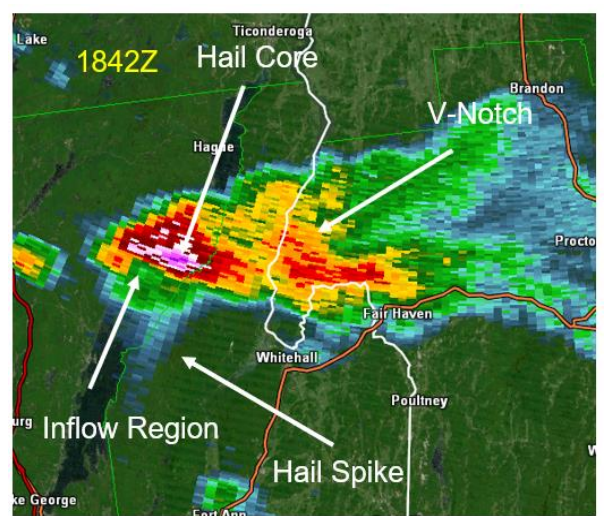 Lake
Ticonderoga
1842Z
Hail Core
Brandon
V-Notch
Hague
Procto
Fair Haven
Whitehall
Poultney
urg
Inflow Region
Hail Spike
ke George
Fort Ann